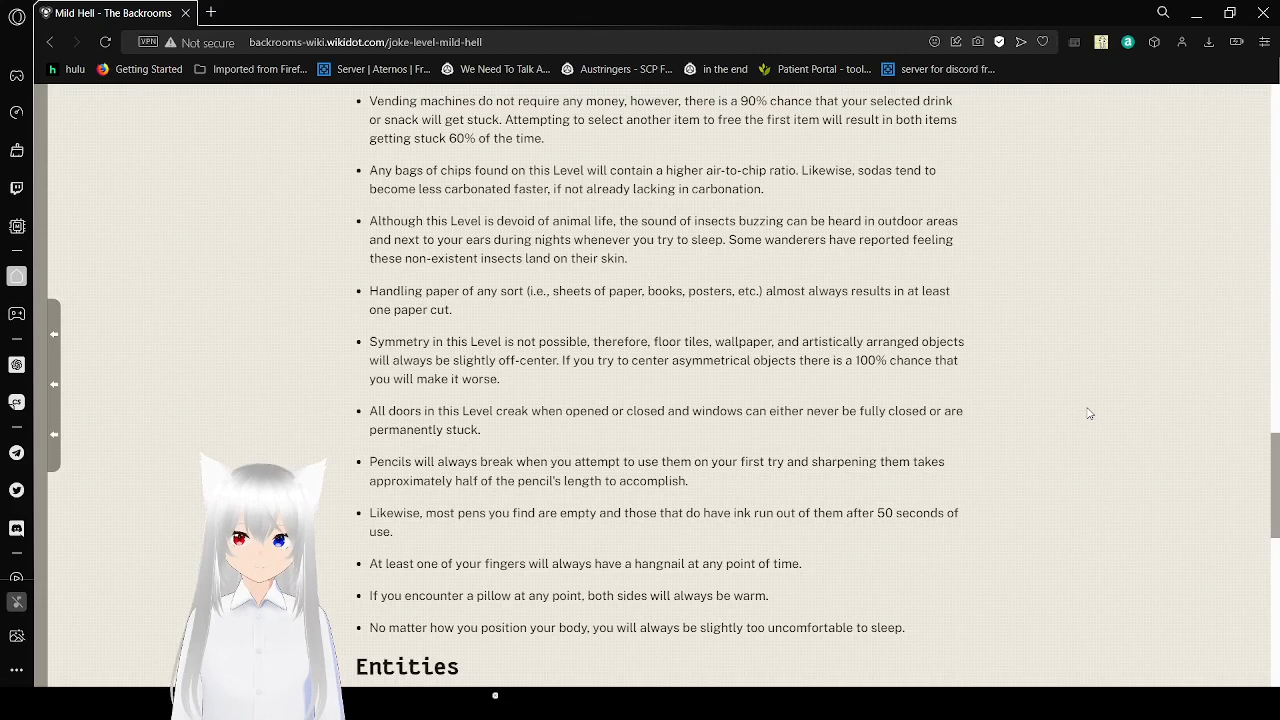 Mild Hell - The Backrooms
VPN Not secure backrooms-wiki.wikidot.com/joke-level-mild-hell
hulu Getting Started Imported from Firef... Server | Aternos | Fr... We Need To Talk A... Austringers - SCP F... in the end Patient Portal - tool... server for discord fr...
Vending machines do not require any money, however, there is a 90% chance that your selected drink
or snack will get stuck. Attempting to select another item to free the first item will result in both items
getting stuck 60% of the time.
Any bags of chips found on this Level will contain a higher air-to-chip ratio. Likewise, sodas tend to
become less carbonated faster, if not already lacking in carbonation.
Although this Level is devoid of animal life, the sound of insects buzzing can be heard in outdoor areas
and next to your ears during nights whenever you try to sleep. Some wanderers have reported feeling
these non-existent insects land on their skin.
Handling paper of any sort (i.e., sheets of paper, books, posters, etc.) almost always results in at least
one paper cut.
Symmetry in this Level is not possible, therefore, floor tiles, wallpaper, and artistically arranged objects
will always be slightly off-center. If you try to center asymmetrical objects there is a 100% chance that
you will make it worse.
All doors in this Level creak when opened or closed and windows can either never be fully closed or are
permanently stuck.
Pencils will always break when you attempt to use them on your first try and sharpening them takes
approximately half of the pencil's length to accomplish.
Likewise, most pens you find are empty and those that do have ink run out of them after 50 seconds of
use.
At least one of your fingers will always have a hangnail at any point of time.
If you encounter a pillow at any point, both sides will always be warm.
No matter how you position your body, you will always be slightly too uncomfortable to sleep.
Entities